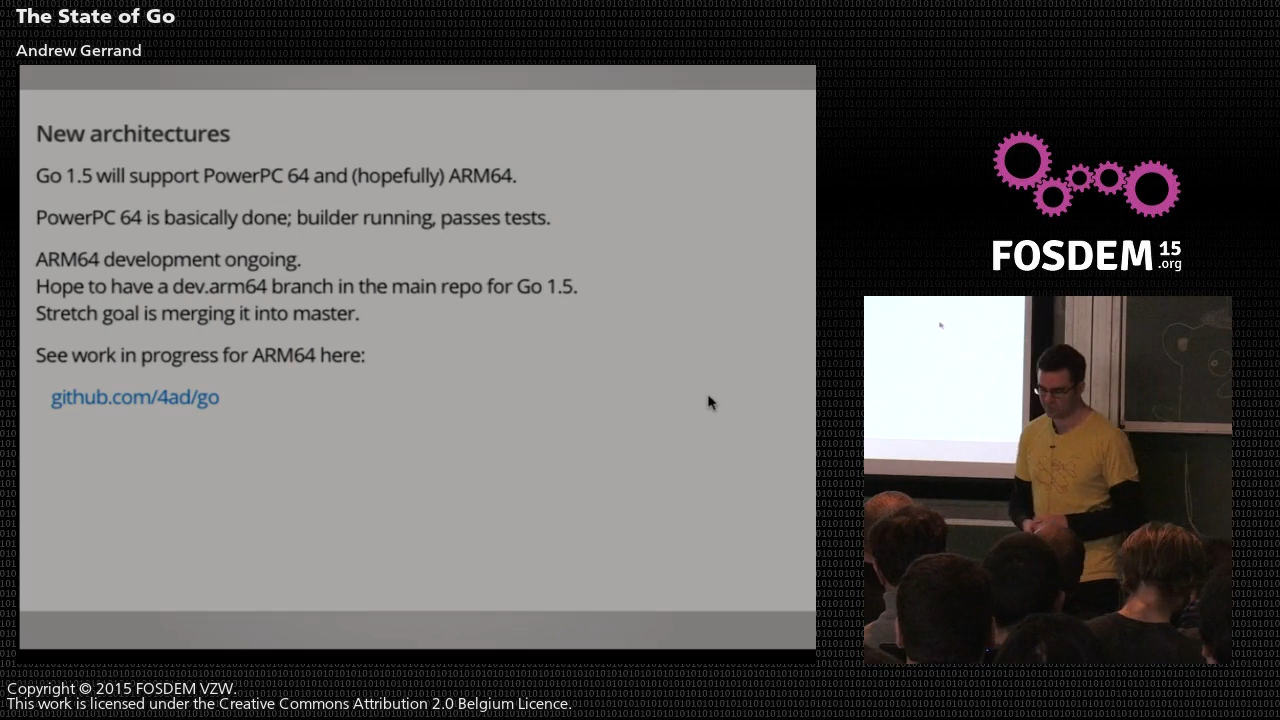 The State of Go
Andrew Gerrand
New architectures
Go 1.5 will support PowerPC 64 and (hopefully) ARM64.
PowerPC 64 is basically done; builder running, passes tests.
ARM64 development ongoing.
Hope to have a dev.arm64 branch in the main repo for Go 1.5.
Stretch goal is merging it into master.
See work in progress for ARM64 here:
github.com/4ad/go
FOSDEM 15
.org
Copyright © 2015 FOSDEM VZW.
This work is licensed under the Creative Commons Attribution 2.0 Belgium Licence.